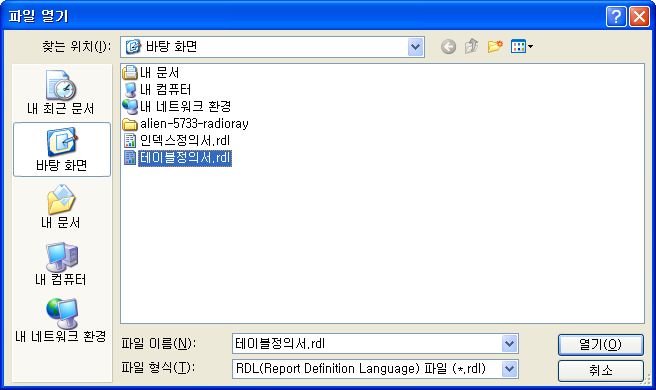 파일 열기
찾는 위치(I):
바탕 화면
내 최근 문서
바탕 화면
내 문서
내 컴퓨터
내 네트워크 환경
내 문서
내 컴퓨터
내 네트워크 환경
alien-5733-radioray
인덱스정의서.rdl
테이블정의서.rdl
파일 이름(N):
테이블정의서.rdl
열기(O)
파일 형식(T):
RDL(Report Definition Language) 파일 (*.rdl)
취소